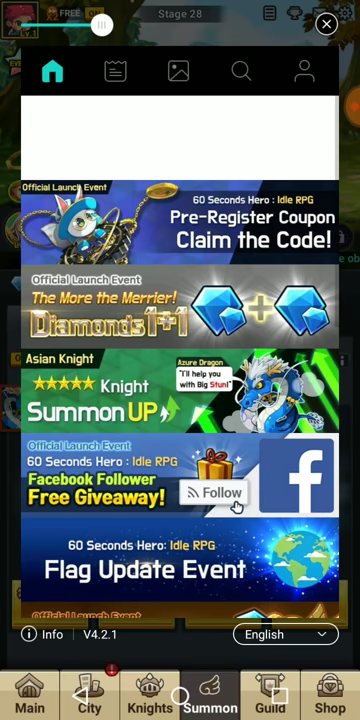 FREE
Stage 28
Lv.1
Official Launch Event
60 Seconds Hero : Idle RPG
Pre-Register Coupon
Claim the Code!
Official Launch Event
The More the Merrier!
Diamonds 1+1
Asian Knight
Azure Dragon
"I'll help you
with Big Stun!"
Knight
Summon UP
Official Launch Event
60 Seconds Hero : Idle RPG
Facebook Follower
Free Giveaway!
Follow
f
60 Seconds Hero: Idle RPG
Flag Update Event
Official Launch Event
Info
V4.2.1
English
Main
City
Knights
Summon
Guild
Shop